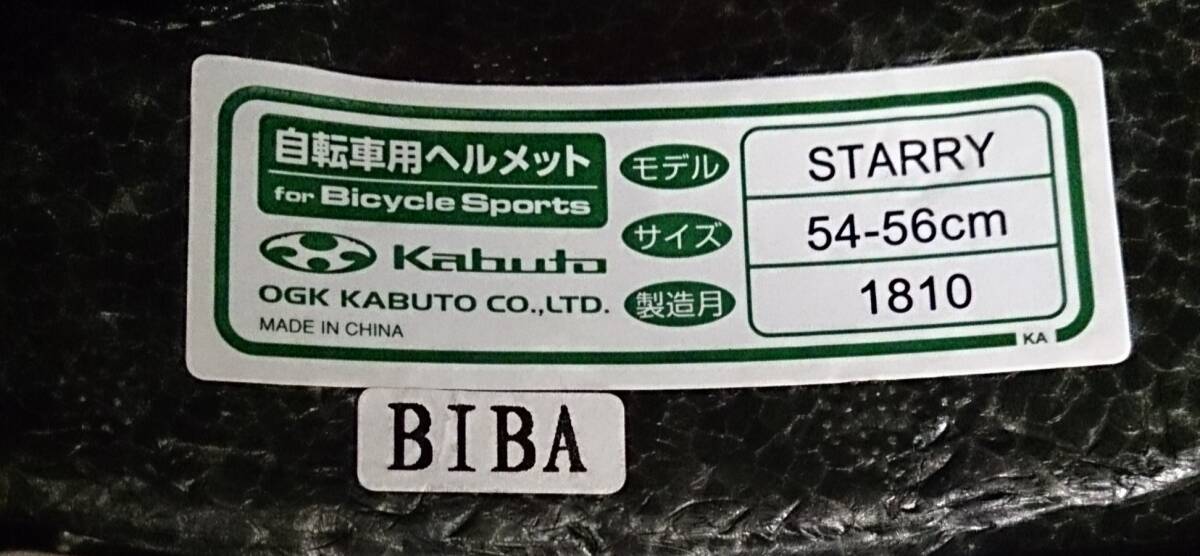 自転車用ヘルメット
for Bicycle Sports
Kabuto
OGK KABUTO CO.,LTD.
MADE IN CHINA
モデル STARRY
サイズ 54-56cm
製造月 1810
KA
BIBA